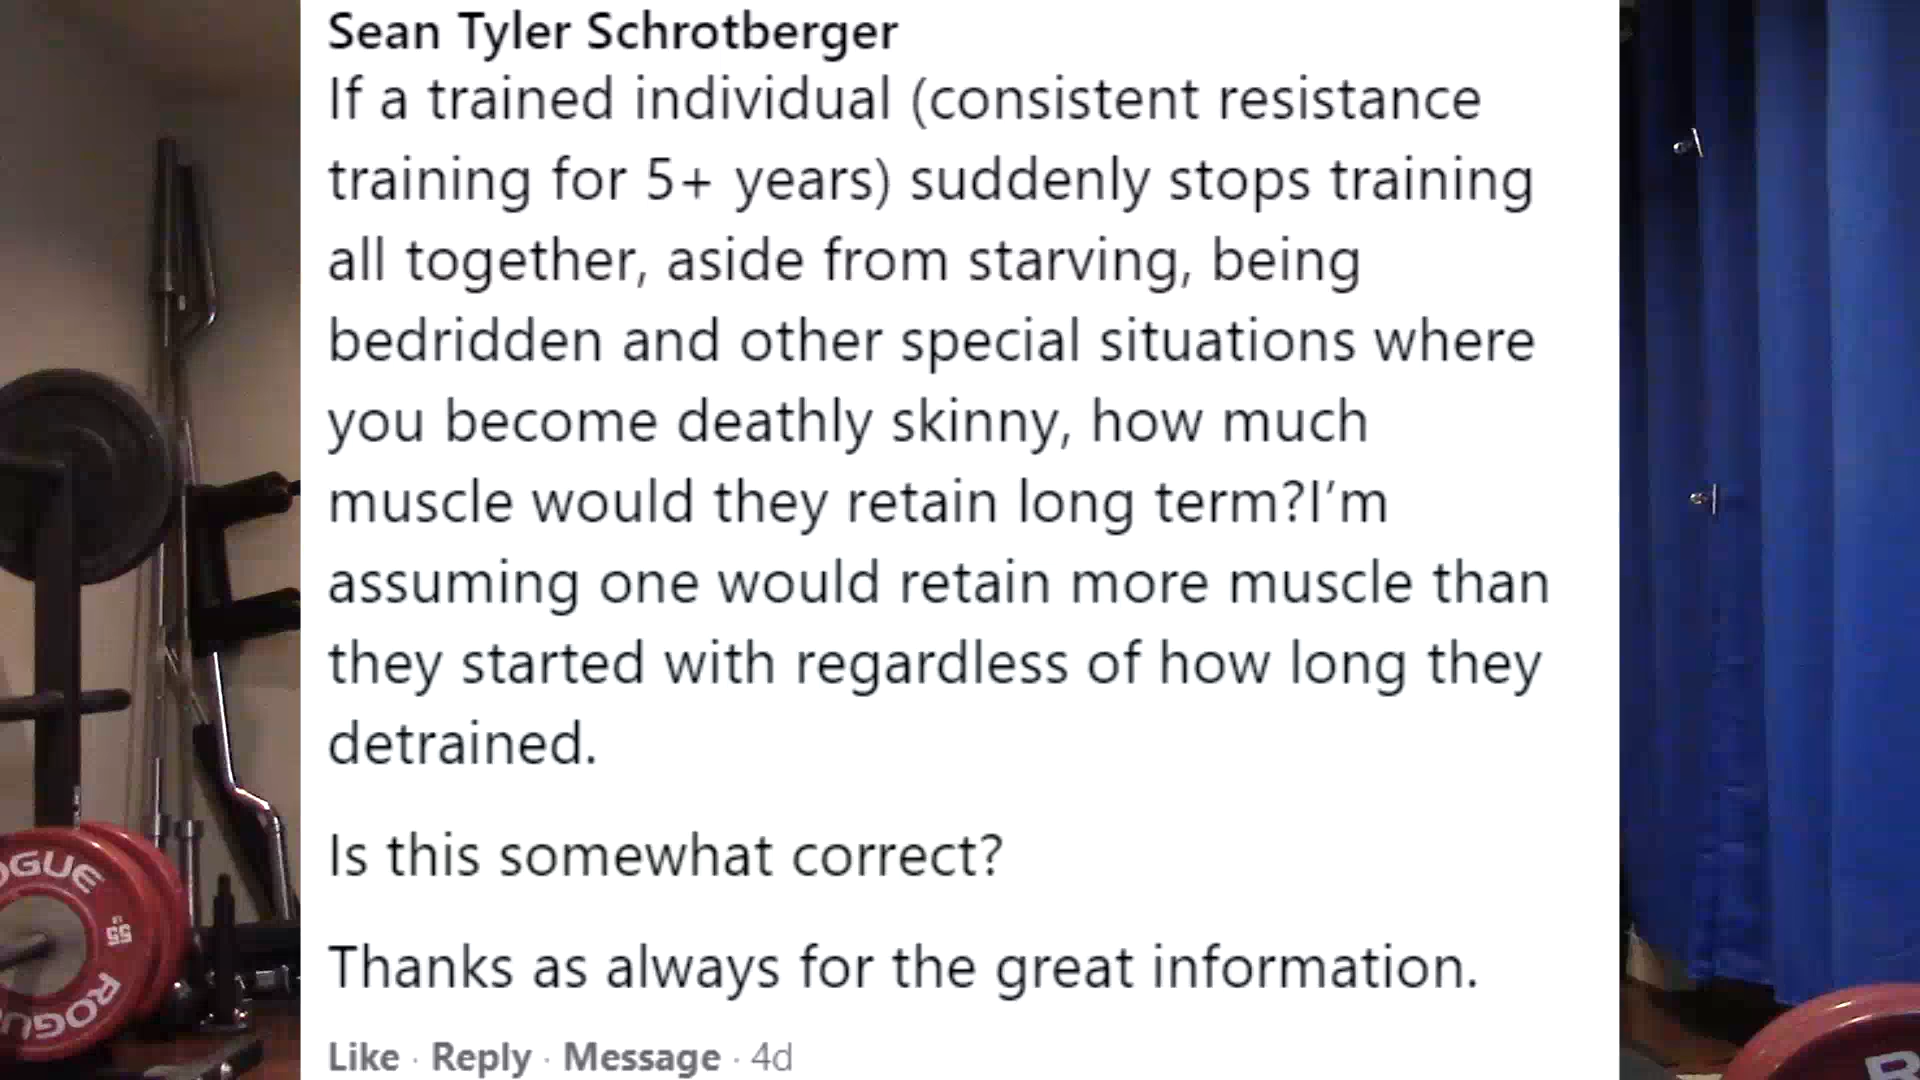 Sean Tyler Schrotberger
If a trained individual (consistent resistance
training for 5+ years) suddenly stops training
all together, aside from starving, being
bedridden and other special situations where
you become deathly skinny, how much
muscle would they retain long term?I'm
assuming one would retain more muscle than
they started with regardless of how long they
detrained.
Is this somewhat correct?
Thanks as always for the great information.
Like · Reply · Message · 4d
OGUE
55
ROGU
R